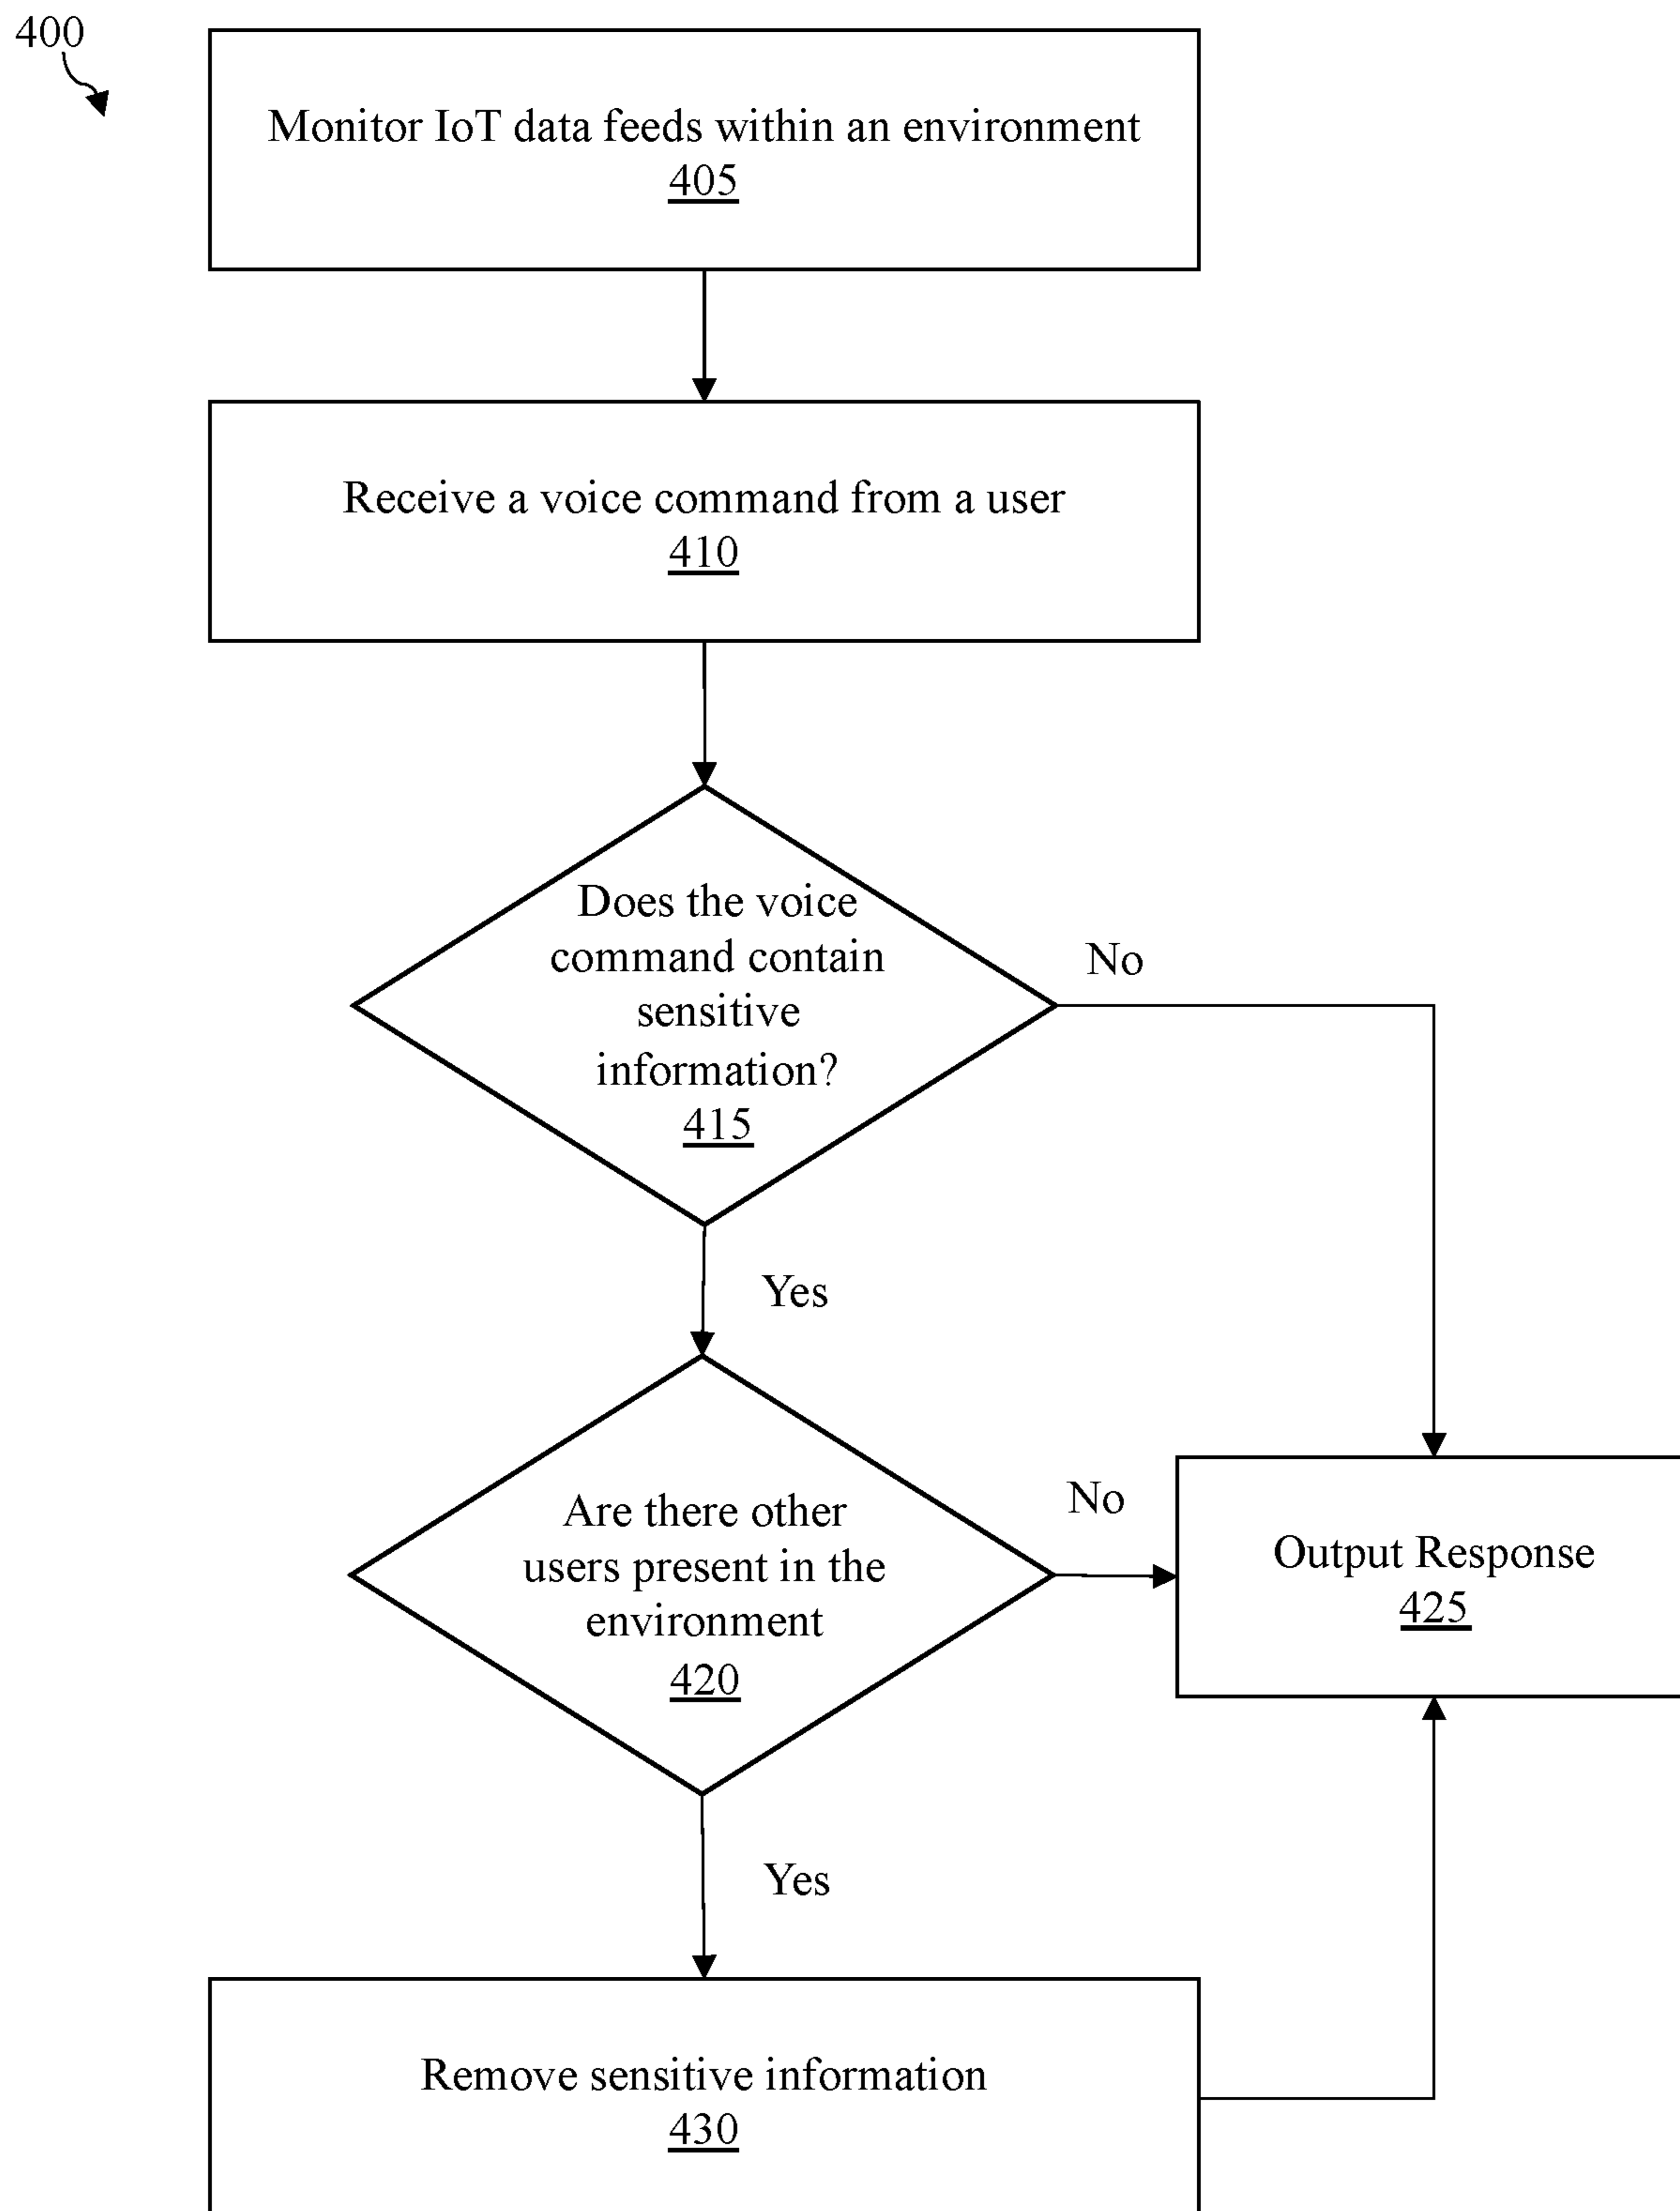 400
Monitor IoT data feeds within an environment
405
Receive a voice command from a user
410
Does the voice
command contain
sensitive
information?
415
No
Yes
Are there other
users present in the
environment
420
No
Output Response
425
Yes
Remove sensitive information
430